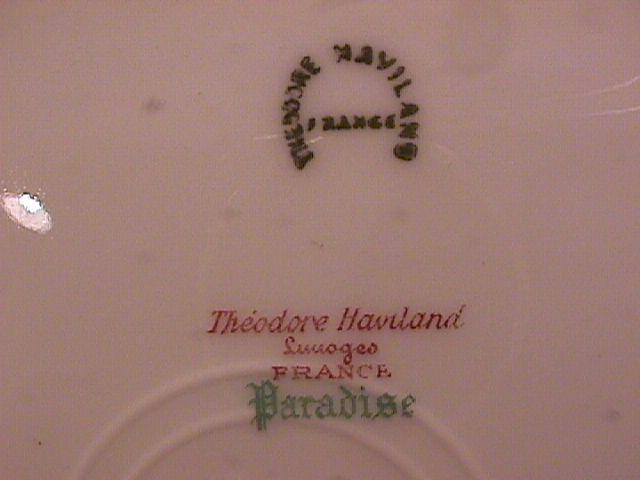 THEODORE HAVILAND
FRANCE
Théodore Haviland
Limoges
FRANCE
Paradise